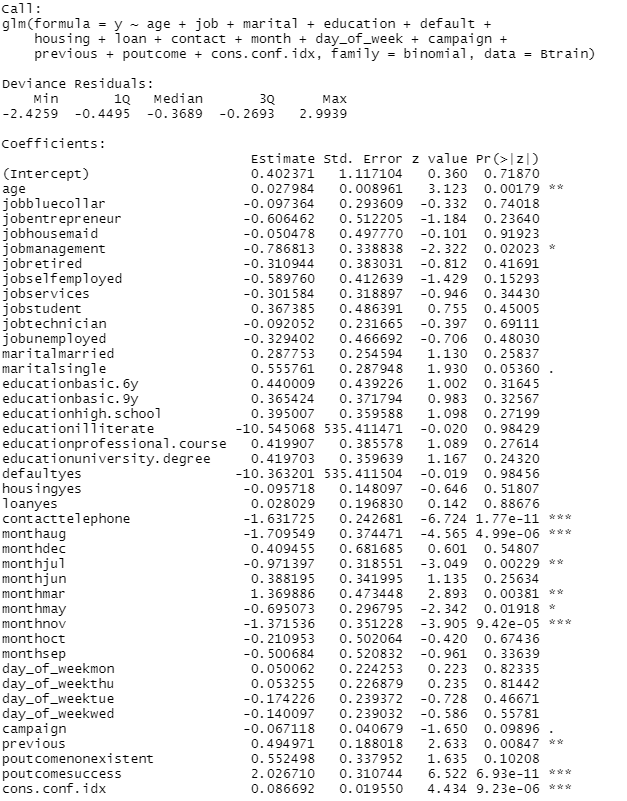 Call:
glm(formula = y ~ age + job + marital + education + default +
    housing + loan + contact + month + day_of_week + campaign +
    previous + poutcome + cons.conf.idx, family = binomial, data = Btrain)
Deviance Residuals:
    Min      1Q  Median      3Q     Max
-2.4259 -0.4495 -0.3689 -0.2693  2.9939
Coefficients:
Estimate Std. Error z value Pr(>|z|)
(Intercept) 0.402371 1.117104 0.360 0.71870
age 0.027984 0.008961 3.123 0.00179 **
jobbluecollar -0.097364 0.293609 -0.332 0.74018
jobentrepreneur -0.606462 0.512205 -1.184 0.23640
jobhousemaid -0.050478 0.497770 -0.101 0.91923
jobmanagement -0.786813 0.338838 -2.322 0.02023 *
jobretired -0.310944 0.383031 -0.812 0.41691
jobselfemployed -0.589760 0.412639 -1.429 0.15293
jobservices -0.301584 0.318897 -0.946 0.34430
jobstudent 0.367385 0.486391 0.755 0.45005
jobtechnician -0.092052 0.231665 -0.397 0.69111
jobunemployed -0.329402 0.466692 -0.706 0.48030
maritalmarried 0.287753 0.254594 1.130 0.25837
maritalsingle 0.555761 0.287948 1.930 0.05360 .
educationbasic.6y 0.440009 0.439226 1.002 0.31645
educationbasic.9y 0.365424 0.371794 0.983 0.32567
educationhigh.school 0.395007 0.359588 1.098 0.27199
educationilliterate -10.545068 535.411471 -0.020 0.98429
educationprofessional.course 0.419907 0.385578 1.089 0.27614
educationuniversity.degree 0.419703 0.359639 1.167 0.24320
defaultyes -10.363201 535.411504 -0.019 0.98456
housingyes -0.095718 0.148097 -0.646 0.51807
loanyes 0.028029 0.196830 0.142 0.88676
contacttelephone -1.631725 0.242681 -6.724 1.77e-11 ***
monthaug -1.709549 0.374471 -4.565 4.99e-06 ***
monthdec 0.409455 0.681685 0.601 0.54807
monthjul -0.971397 0.318551 -3.049 0.00229 **
monthjun 0.388195 0.341995 1.135 0.25634
monthmar 1.369886 0.473448 2.893 0.00381 **
monthmay -0.695073 0.296795 -2.342 0.01918 *
monthnov -1.371536 0.351228 -3.905 9.42e-05 ***
monthoct -0.210953 0.502064 -0.420 0.67436
monthsep -0.500684 0.520832 -0.961 0.33639
day_of_weekmon 0.050062 0.224253 0.223 0.82335
day_of_weekthu 0.053255 0.226879 0.235 0.81442
day_of_weektue -0.174226 0.239372 -0.728 0.46671
day_of_weekwed -0.140097 0.239032 -0.586 0.55781
campaign -0.067118 0.040679 -1.650 0.09896 .
previous 0.494971 0.188018 2.633 0.00847 **
poutcomenonexistent 0.552498 0.337952 1.635 0.10208
poutcomesuccess 2.026710 0.310744 6.522 6.93e-11 ***
cons.conf.idx 0.086692 0.019550 4.434 9.23e-06 ***